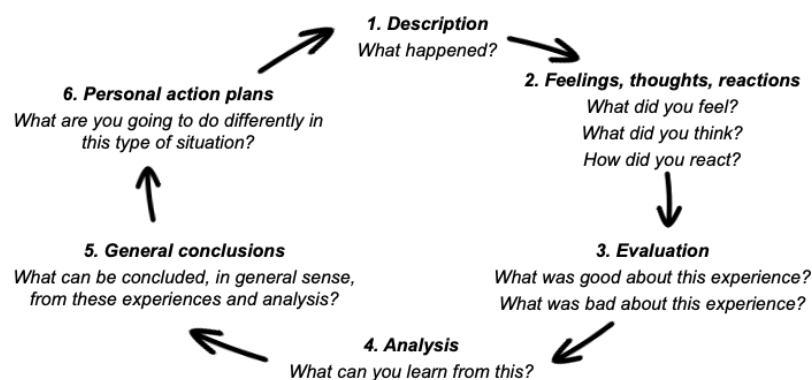 1. Description
What happened?
2. Feelings, thoughts, reactions
What did you feel?
What did you think?
How did you react?
3. Evaluation
What was good about this experience?
What was bad about this experience?
4. Analysis
What can you learn from this?
5. General conclusions
What can be concluded, in general sense,
from these experiences and analysis?
6. Personal action plans
What are you going to do differently in
this type of situation?